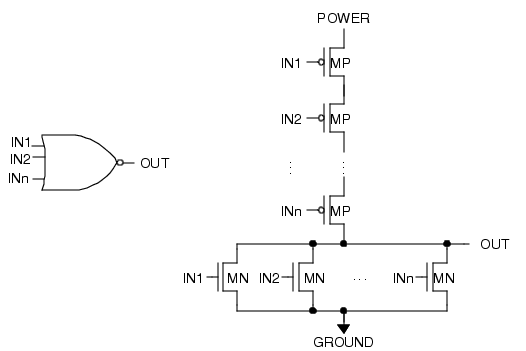 POWER
IN1 MP
IN2 MP
IN1
IN2
INn
OUT
... ...
INn MP
OUT
IN1 MN IN2 MN ... INn MN
GROUND